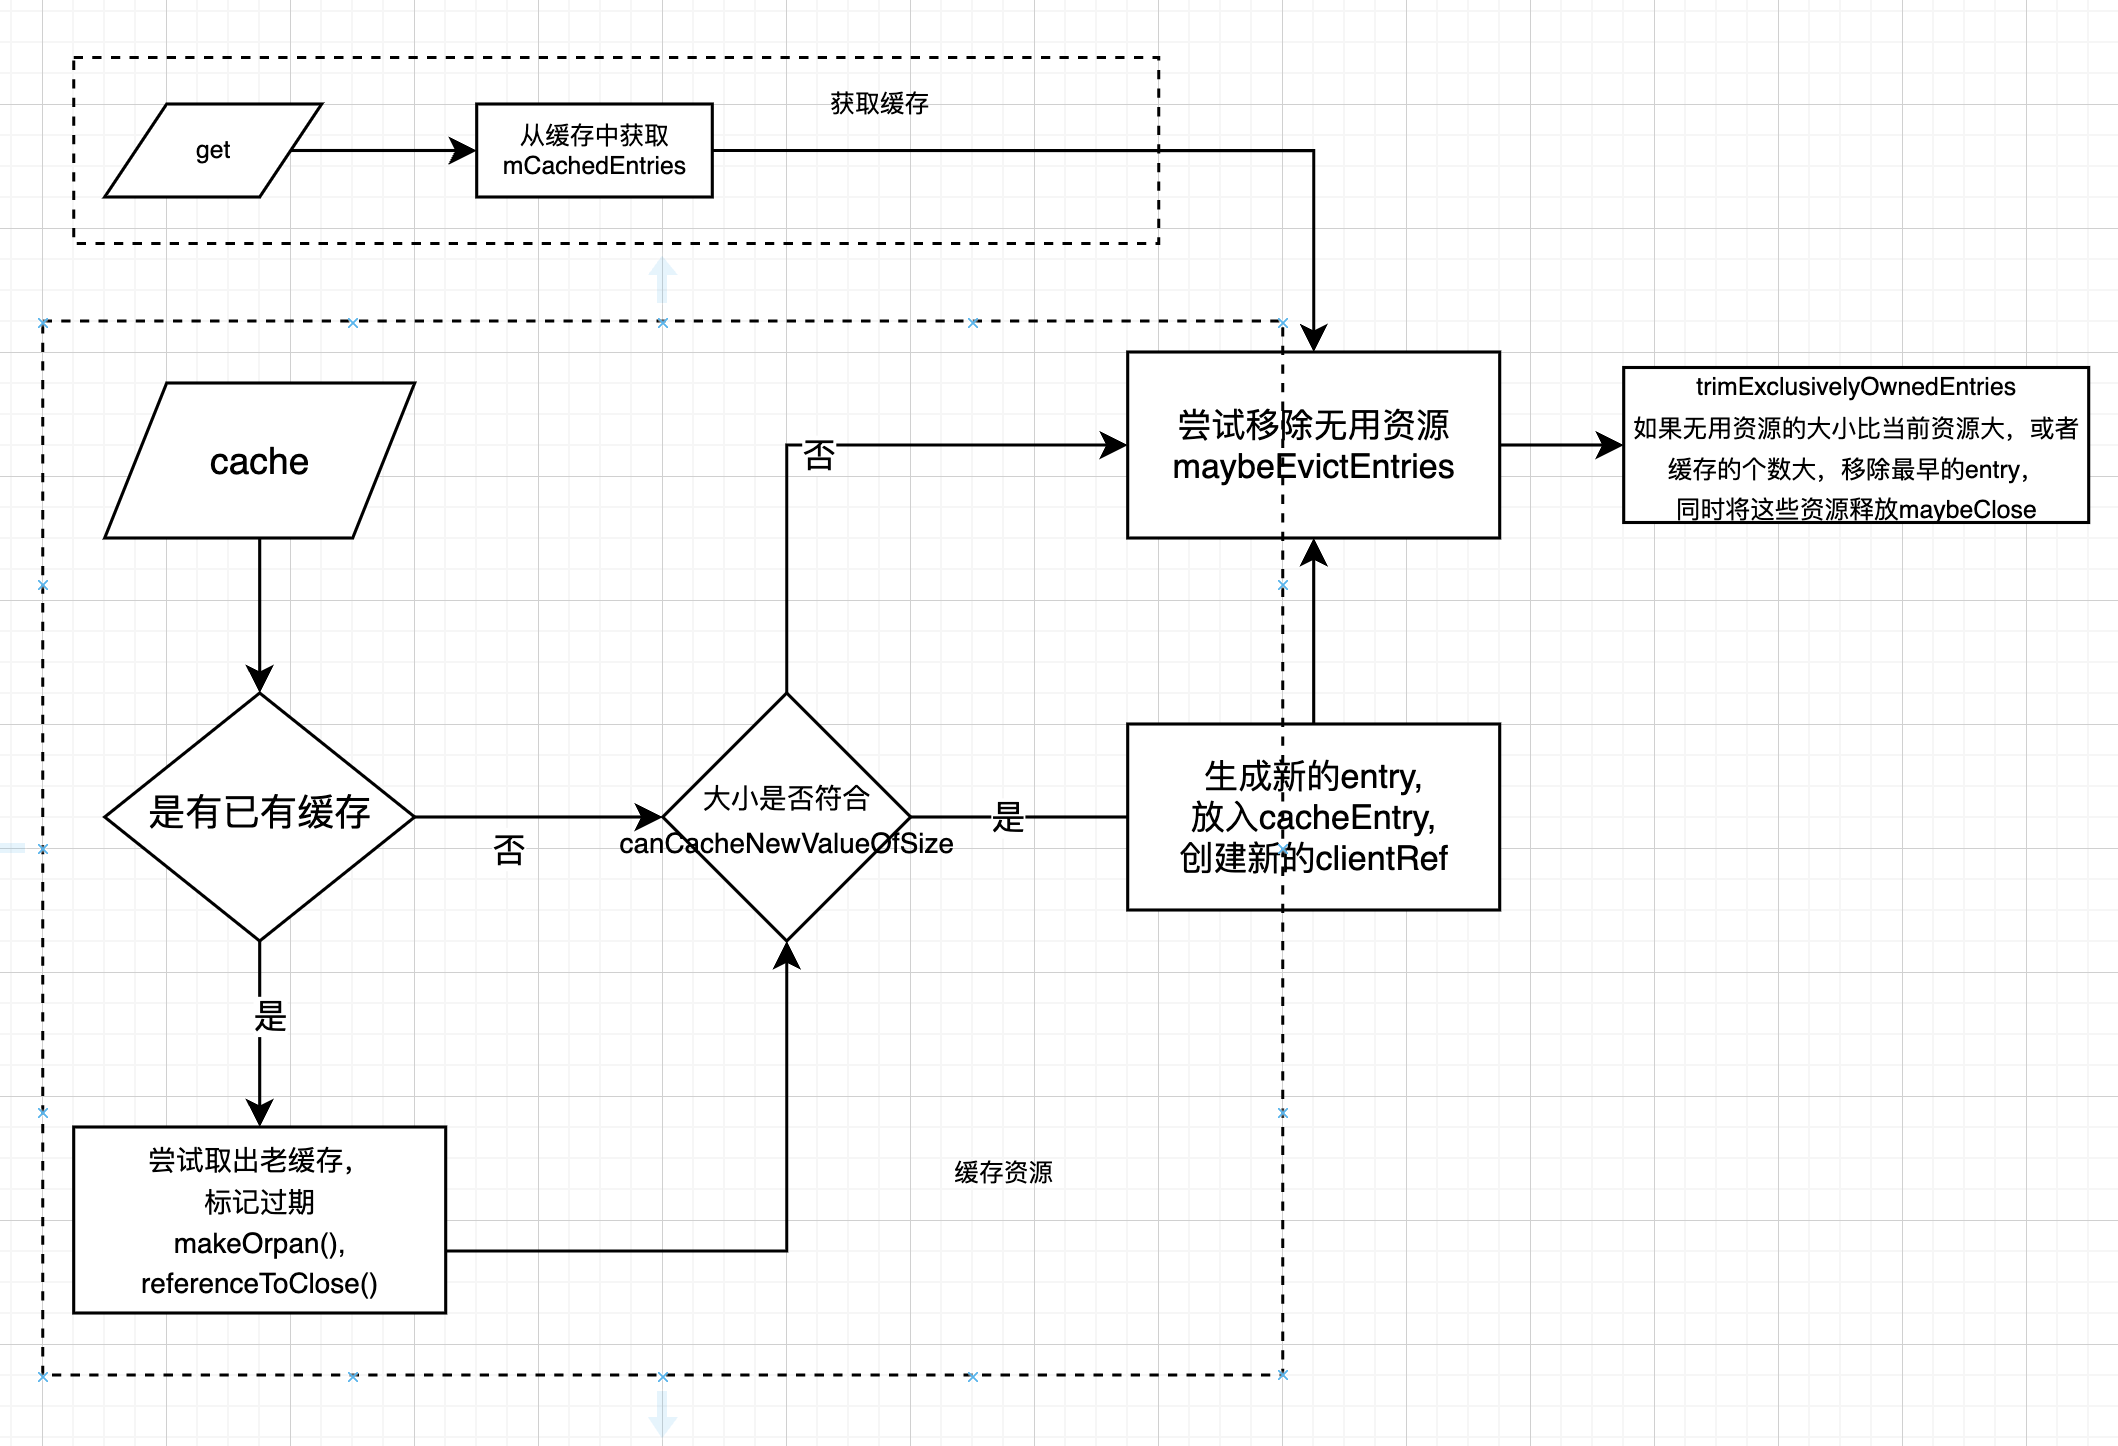 获取缓存
get
从缓存中获取
mCachedEntries
cache
否
尝试移除无用资源
maybeEvictEntries
trimExclusivelyOwnedEntries
如果无用资源的大小比当前资源大，或者
缓存的个数大，移除最早的entry，
同时将这些资源释放maybeClose
是有已有缓存
否
大小是否符合
canCacheNewValueOfSize
是
生成新的entry,
放入cacheEntry,
创建新的clientRef
是
尝试取出老缓存，
标记过期
makeOrpan(),
referenceToClose()
缓存资源